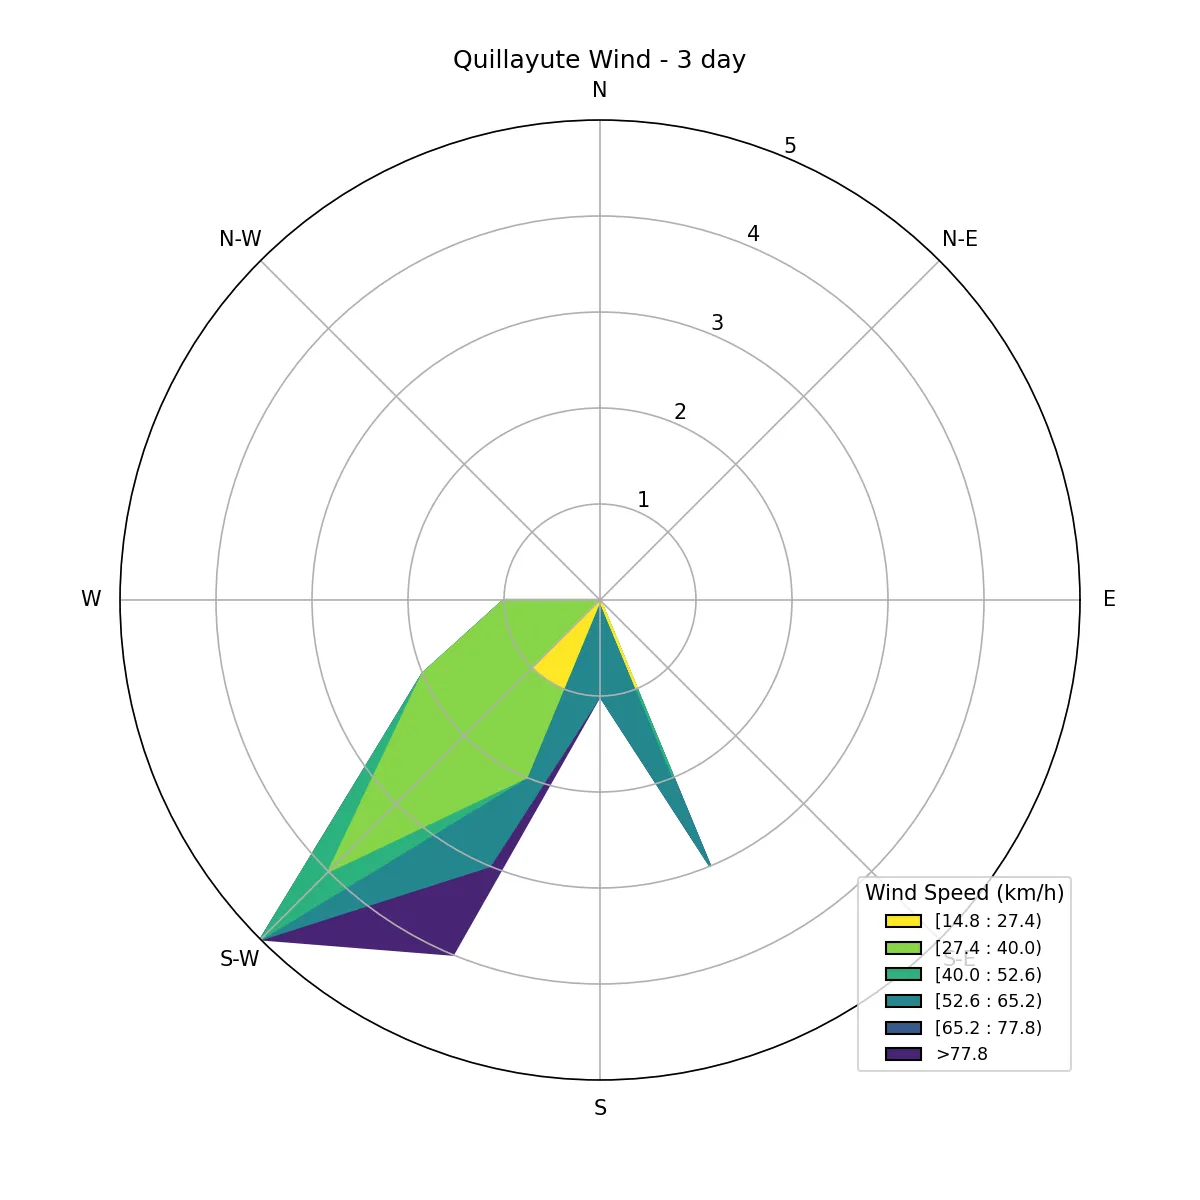 Quillayute Wind - 3 day
N
5
N-W
4
N-E
3
2
1
W
E
Wind Speed (km/h)
[14.8 : 27.4)
[27.4 : 40.0)
S-W
S-E
[40.0 : 52.6)
[52.6 : 65.2)
[65.2 : 77.8)
>77.8
S